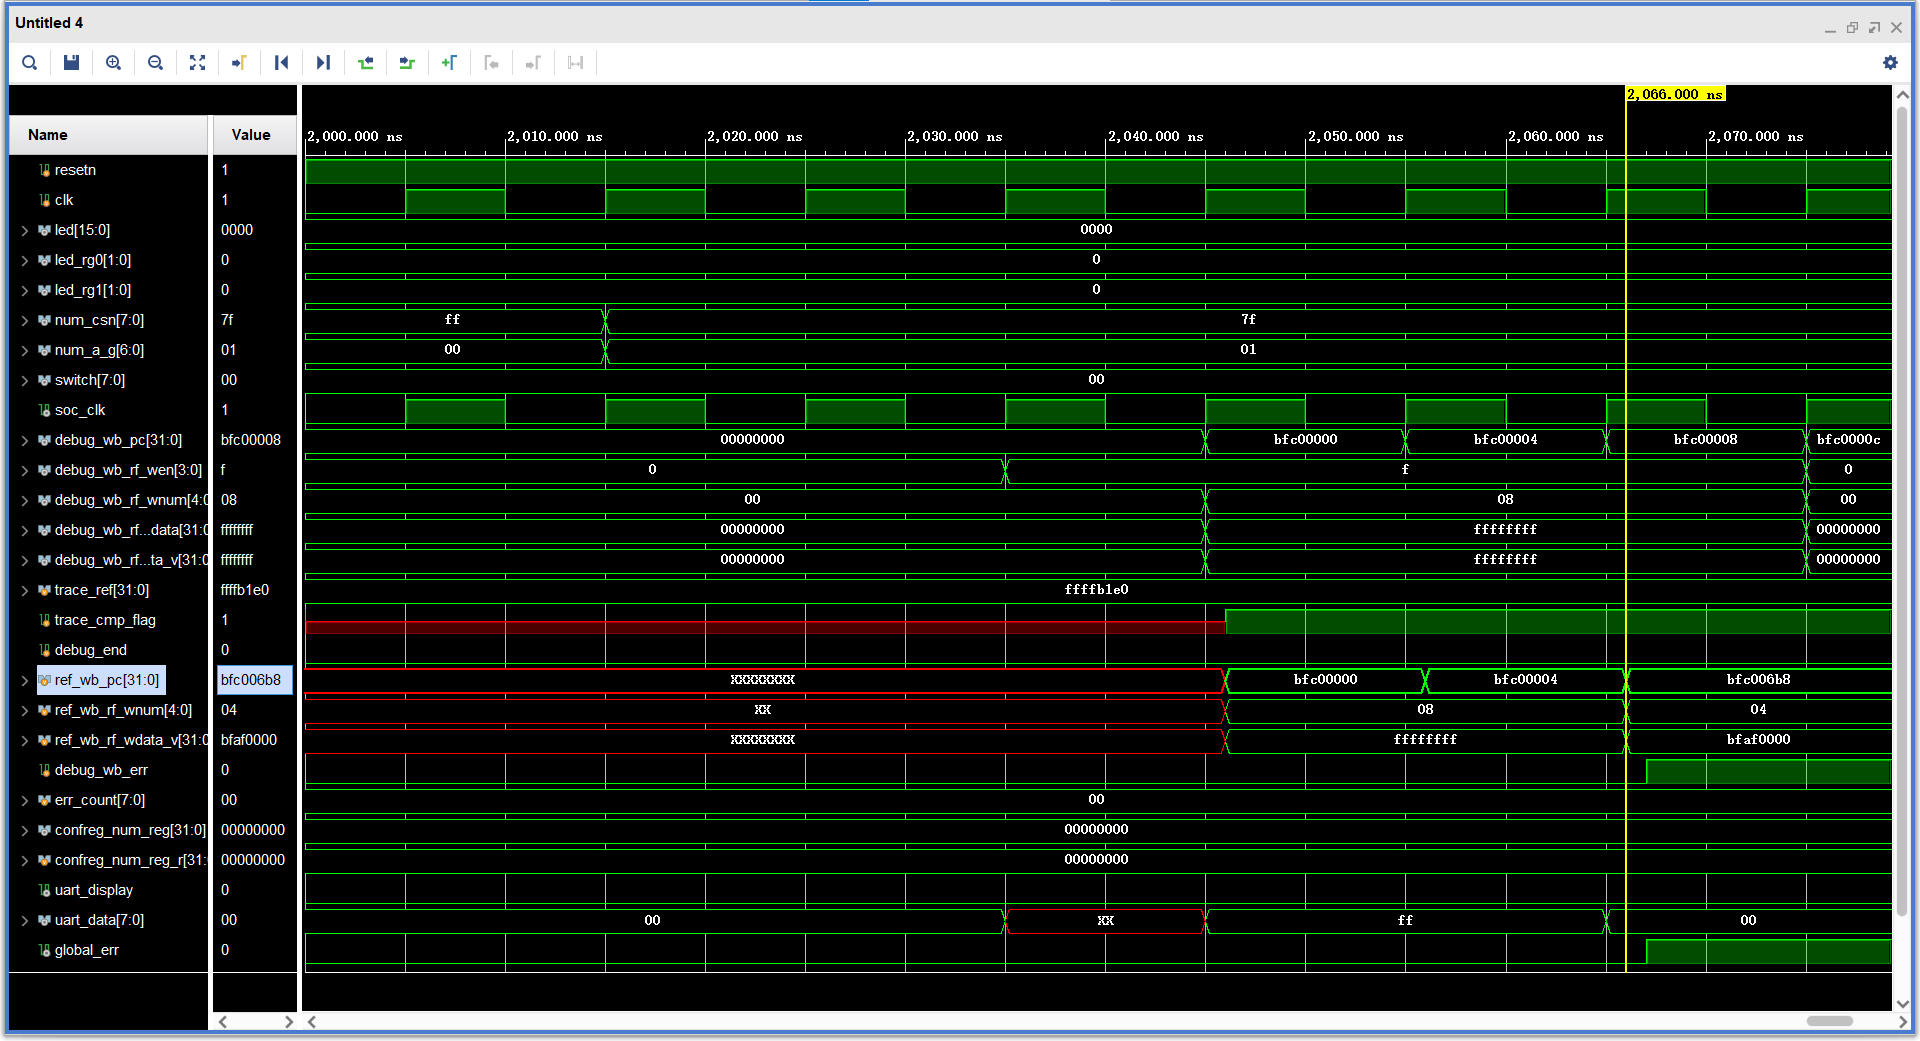 Untitled 4
2,066.000 ns
Name Value
2,000.000 ns 2,010.000 ns 2,020.000 ns 2,030.000 ns 2,040.000 ns 2,050.000 ns 2,060.000 ns 2,070.000 ns
resetn 1
clk 1
led[15:0] 0000 0000
led_rg0[1:0] 0 0
led_rg1[1:0] 0 0
num_csn[7:0] 7f ff 7f
num_a_g[6:0] 01 00 01
switch[7:0] 00 00
soc_clk 1
debug_wb_pc[31:0] bfc00008 00000000 bfc00000 bfc00004 bfc00008 bfc0000c
debug_wb_rf_wen[3:0] f 0 f 0
debug_wb_rf_wnum[4:0 08 00 08 00
debug_wb_rf...data[31:0 ffffffff 00000000 ffffffff 00000000
debug_wb_rf...ta_v[31:0 ffffffff 00000000 ffffffff 00000000
trace_ref[31:0] ffffb1e0 ffffb1e0
trace_cmp_flag 1
debug_end 0
ref_wb_pc[31:0] bfc006b8 XXXXXXXX bfc00000 bfc00004 bfc006b8
ref_wb_rf_wnum[4:0] 04 XX 08 04
ref_wb_rf_wdata_v[31:0 bfaf0000 XXXXXXXX ffffffff bfaf0000
debug_wb_err 0
err_count[7:0] 00 00
confreg_num_reg[31:0] 00000000 00000000
confreg_num_reg_r[31: 00000000 00000000
uart_display 0
uart_data[7:0] 00 00 XX ff 00
global_err 0